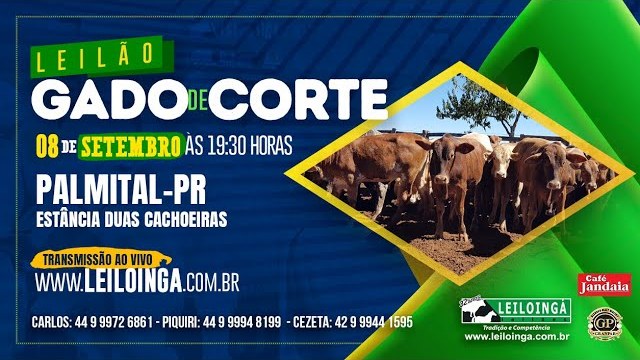 LEILÃO
GADO DE CORTE
08 DE SETEMBRO ÀS 19:30 HORAS
PALMITAL-PR
ESTÂNCIA DUAS CACHOEIRAS
TRANSMISSÃO AO VIVO
WWW.LEILOINGA.COM.BR
CARLOS: 44 9 9972 6861 - PIQUIRI: 44 9 9994 8199 - CEZETA: 42 9 9944 1595
LEILOINGÁ
Tradição e Competência
www.leiloinga.com.br
Café
Jandaia
GP